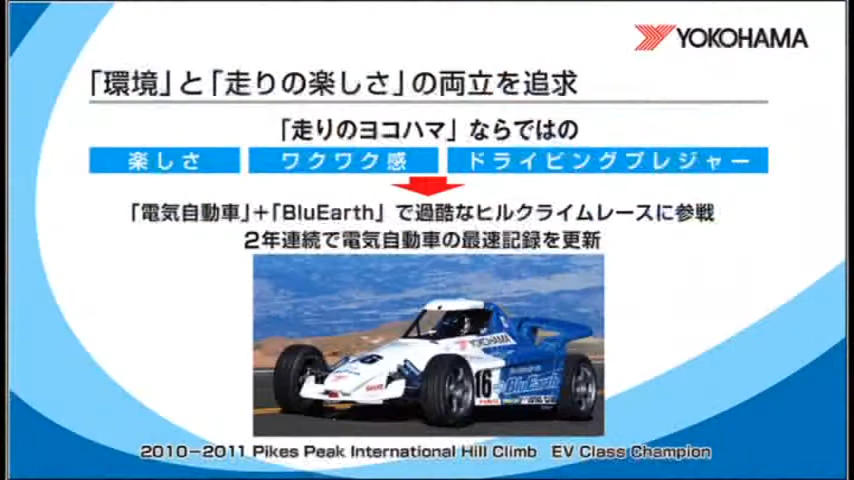 YOKOHAMA
「環境」と「走りの楽しさ」の両立を追求
「走りのヨコハマ」ならではの
楽しさ ワクワク感 ドライビングプレジャー
「電気自動車」+「BluEarth」で過酷なヒルクライムレースに参戦
2年連続で電気自動車の最速記録を更新
YOKOHAMA
16
16
BluEarth
2010-2011 Pikes Peak International Hill Climb EV Class Champion